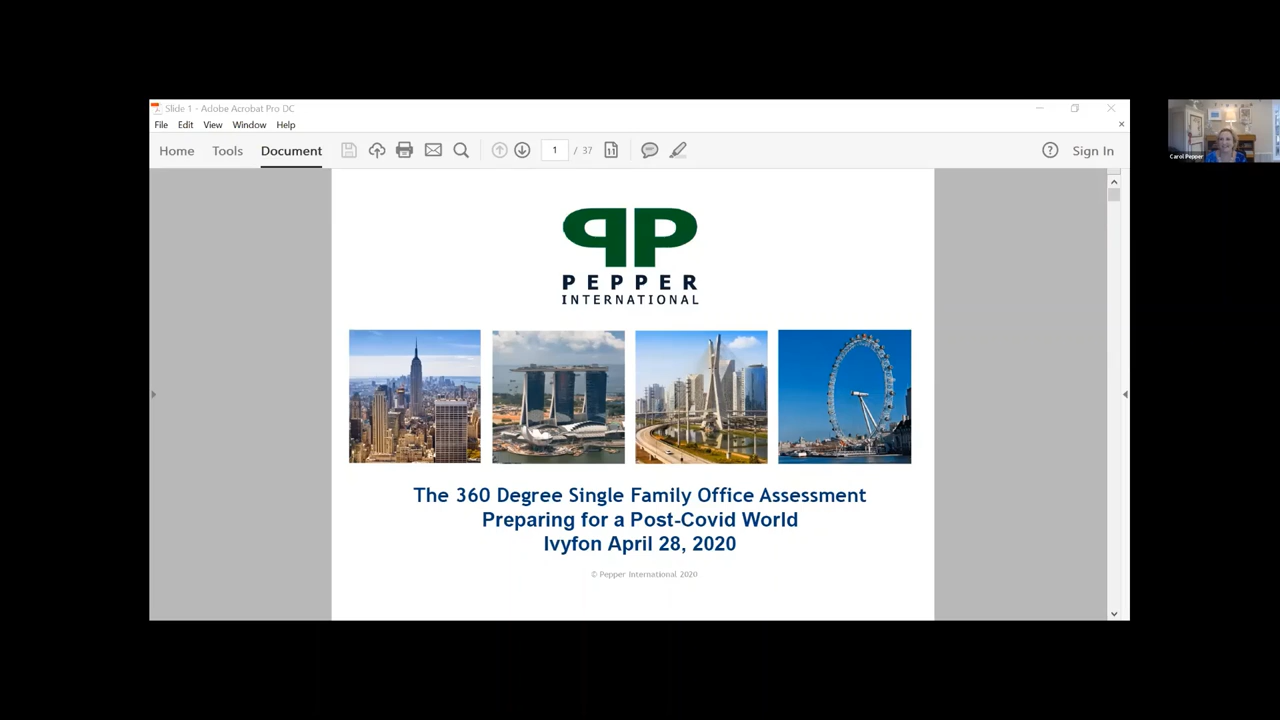 Slide 1 - Adobe Acrobat Pro DC
File Edit View Window Help
Home Tools Document 1 / 37 Sign In
Carol Pepper
PP
PEPPER
INTERNATIONAL
The 360 Degree Single Family Office Assessment
Preparing for a Post-Covid World
Ivyfon April 28, 2020
© Pepper International 2020